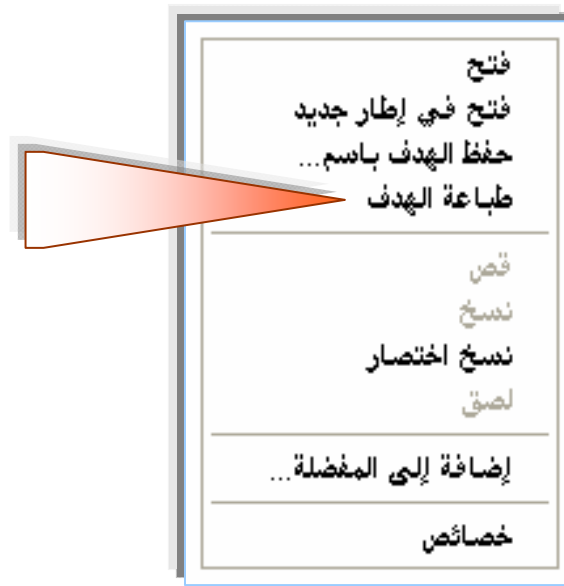 فتح
فتح في إطار جديد
حفظ الهدف باسم...
طباعة الهدف
قص
نسخ
نسخ اختصار
لصق
إضافة إلى المفضلة...
خصائص